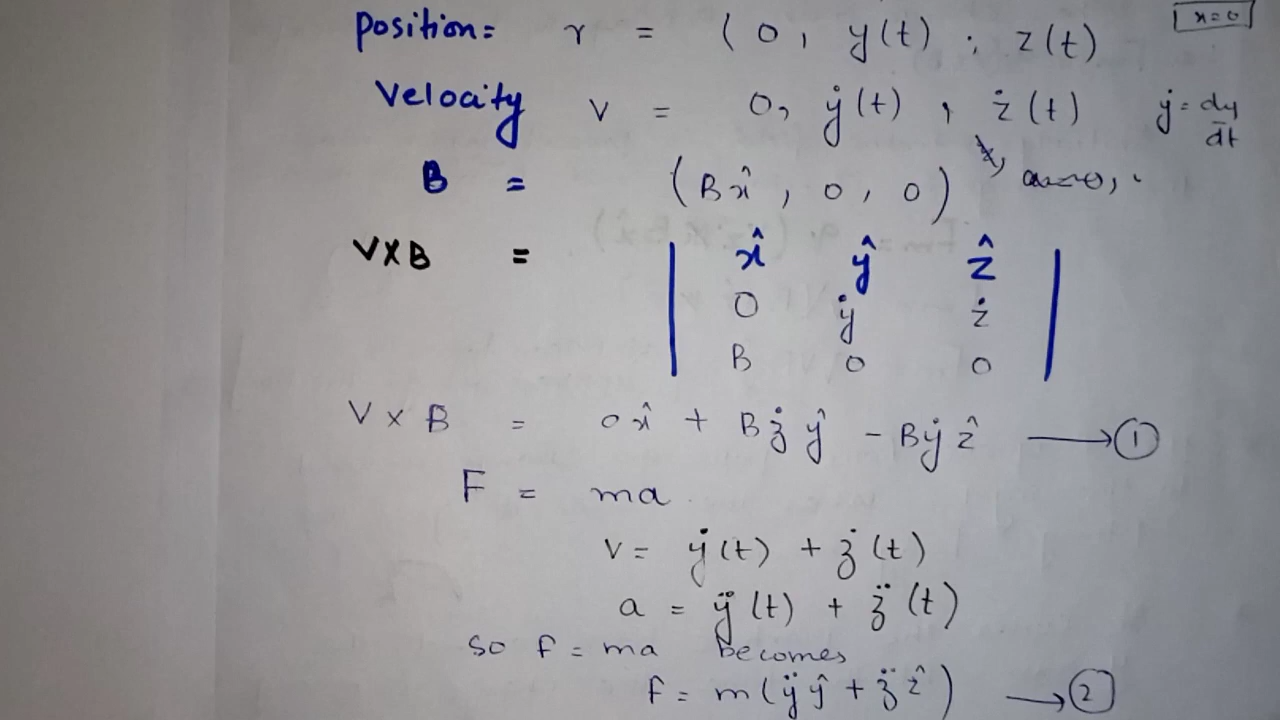 position = r = ( 0, y(t) , z(t) x=0
Velocity v = 0, ẏ(t) , ż(t) ẏ = dy/dt
B = (Bx̂, 0, 0)
V×B = | x̂ ŷ ẑ |
0 ẏ ż
B 0 0
V × B = 0x̂ + Bżŷ - Bẏẑ → ①
F = ma
v = ẏ(t) + ż(t)
a = ÿ(t) + z̈(t)
so F = ma becomes
F = m(ÿŷ + z̈ẑ) → ②